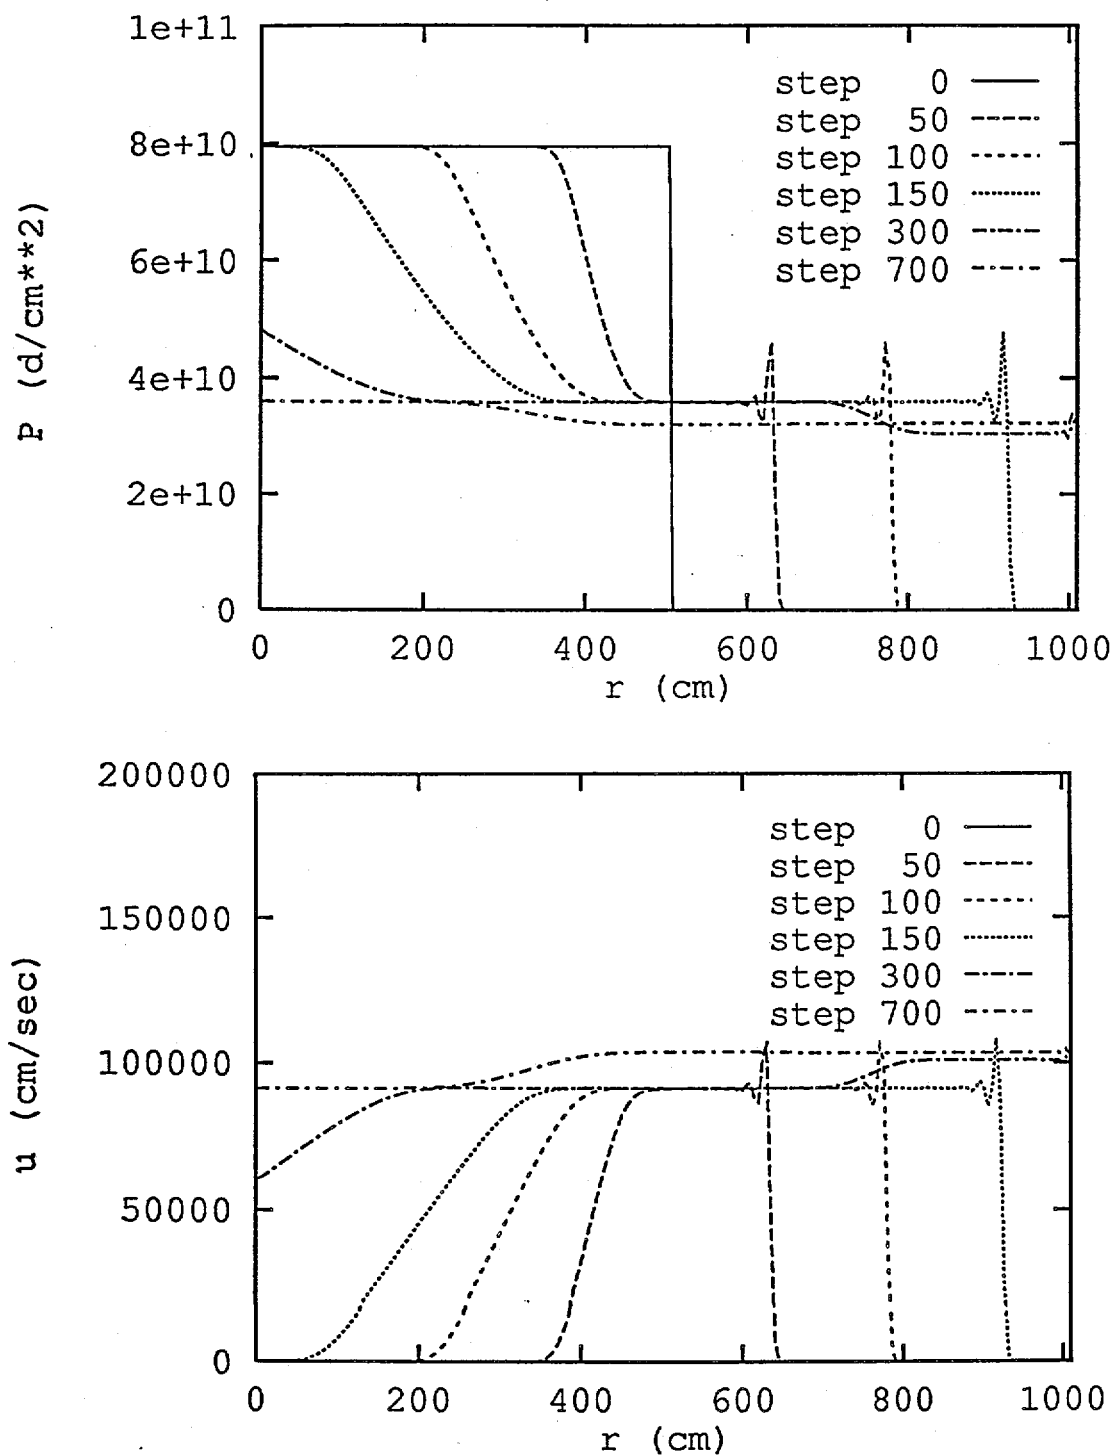 1e+11
8e+10
6e+10
4e+10
2e+10
0
P (d/cm**2)
step 0
step 50
step 100
step 150
step 300
step 700
0 200 400 600 800 1000
r (cm)
200000
150000
100000
50000
0
u (cm/sec)
step 0
step 50
step 100
step 150
step 300
step 700
0 200 400 600 800 1000
r (cm)